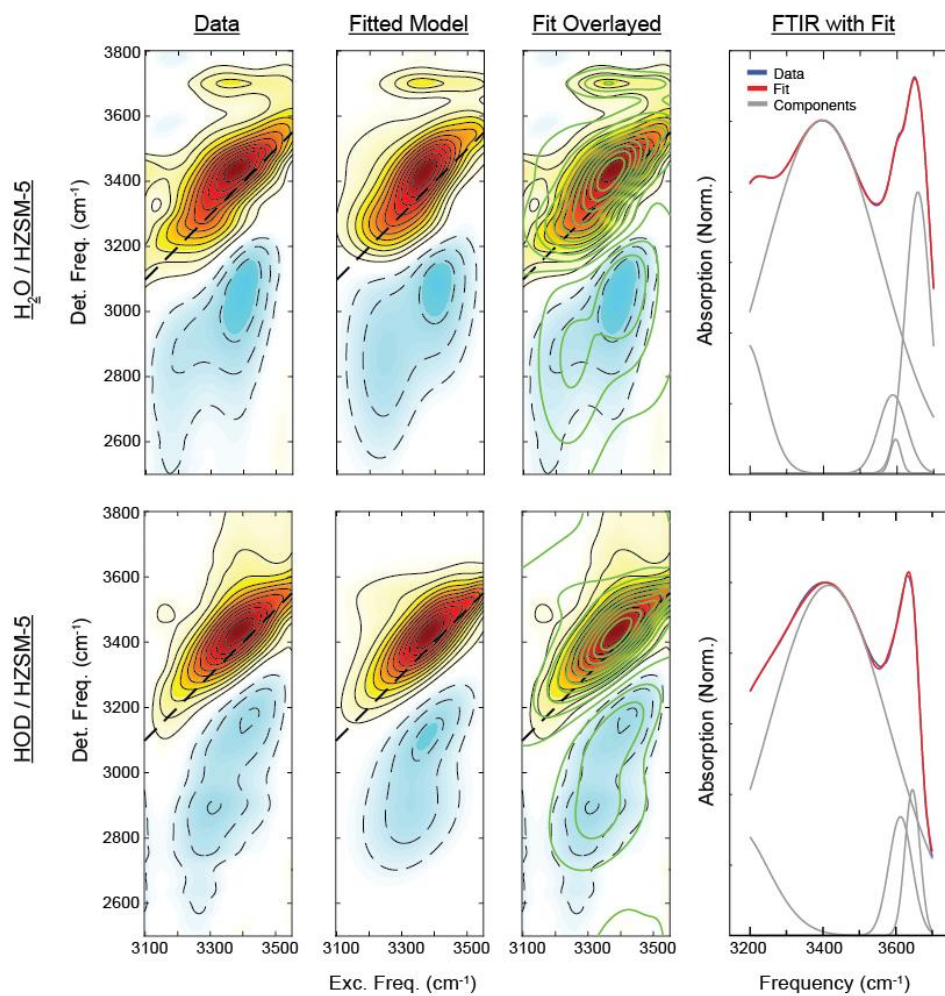 Data
Fitted Model
Fit Overlayed
FTIR with Fit
H₂O / HZSM-5
Det. Freq. (cm⁻¹)
3800
3600
3400
3200
3000
2800
2600
Absorption (Norm.)
Data
Fit
Components
HOD / HZSM-5
Det. Freq. (cm⁻¹)
3800
3600
3400
3200
3000
2800
2600
3100 3300 3500
3100 3300 3500
3100 3300 3500
Absorption (Norm.)
3200 3400 3600
Exc. Freq. (cm⁻¹)
Frequency (cm⁻¹)